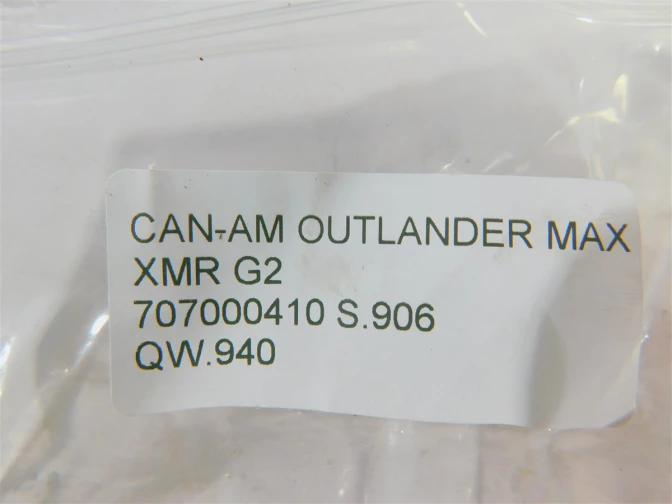 CAN-AM OUTLANDER MAX
XMR G2
707000410 S.906
QW.940